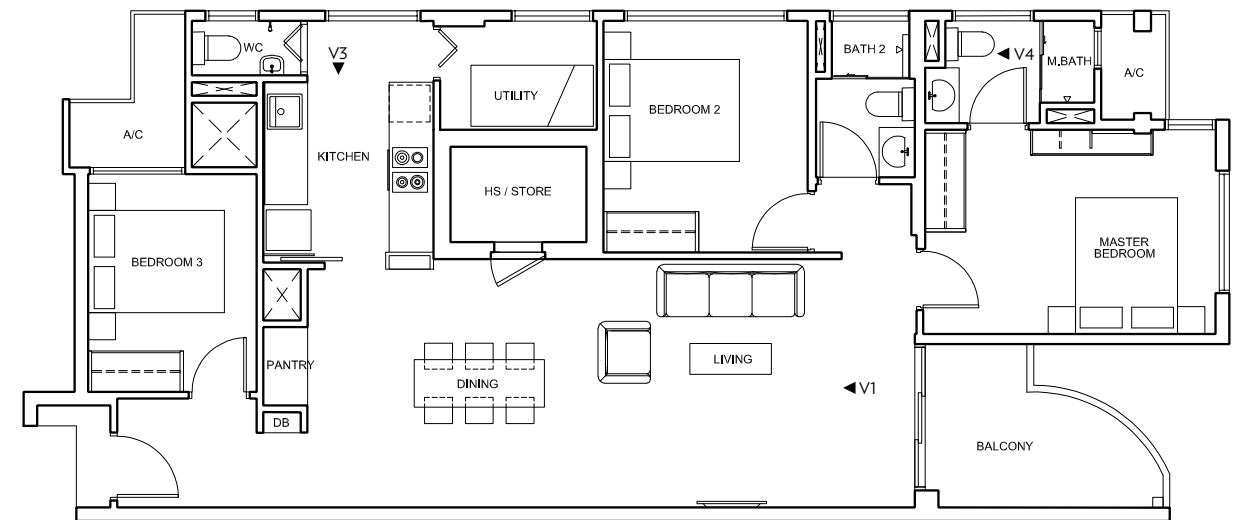 WC
V3
BATH 2
V4
M.BATH
A/C
UTILITY
BEDROOM 2
A/C
KITCHEN
HS / STORE
BEDROOM 3
MASTER
BEDROOM
PANTRY
DINING
LIVING
V1
DB
BALCONY